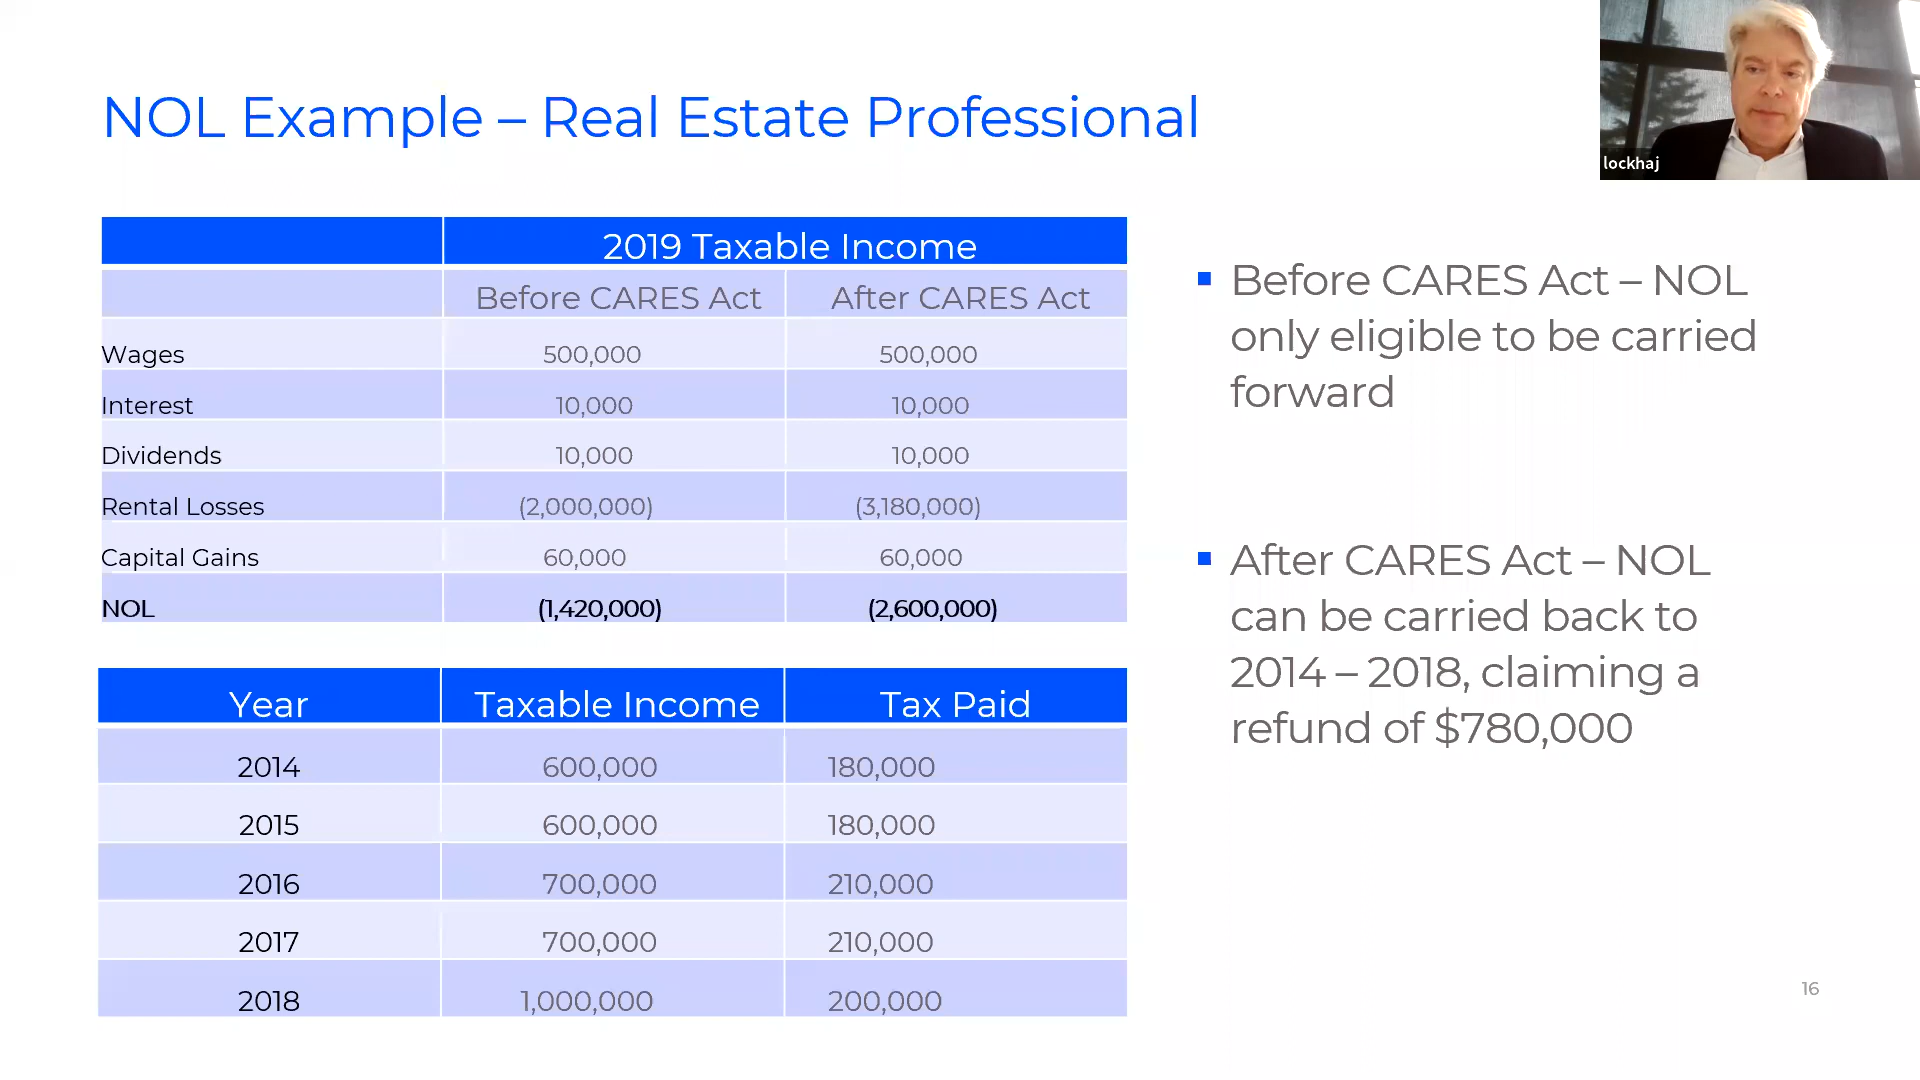 NOL Example – Real Estate Professional
lockhaj
2019 Taxable Income
Before CARES Act After CARES Act
Wages 500,000 500,000
Interest 10,000 10,000
Dividends 10,000 10,000
Rental Losses (2,000,000) (3,180,000)
Capital Gains 60,000 60,000
NOL (1,420,000) (2,600,000)
Year Taxable Income Tax Paid
2014 600,000 180,000
2015 600,000 180,000
2016 700,000 210,000
2017 700,000 210,000
2018 1,000,000 200,000
▪ Before CARES Act – NOL
only eligible to be carried
forward
▪ After CARES Act – NOL
can be carried back to
2014 – 2018, claiming a
refund of $780,000
16